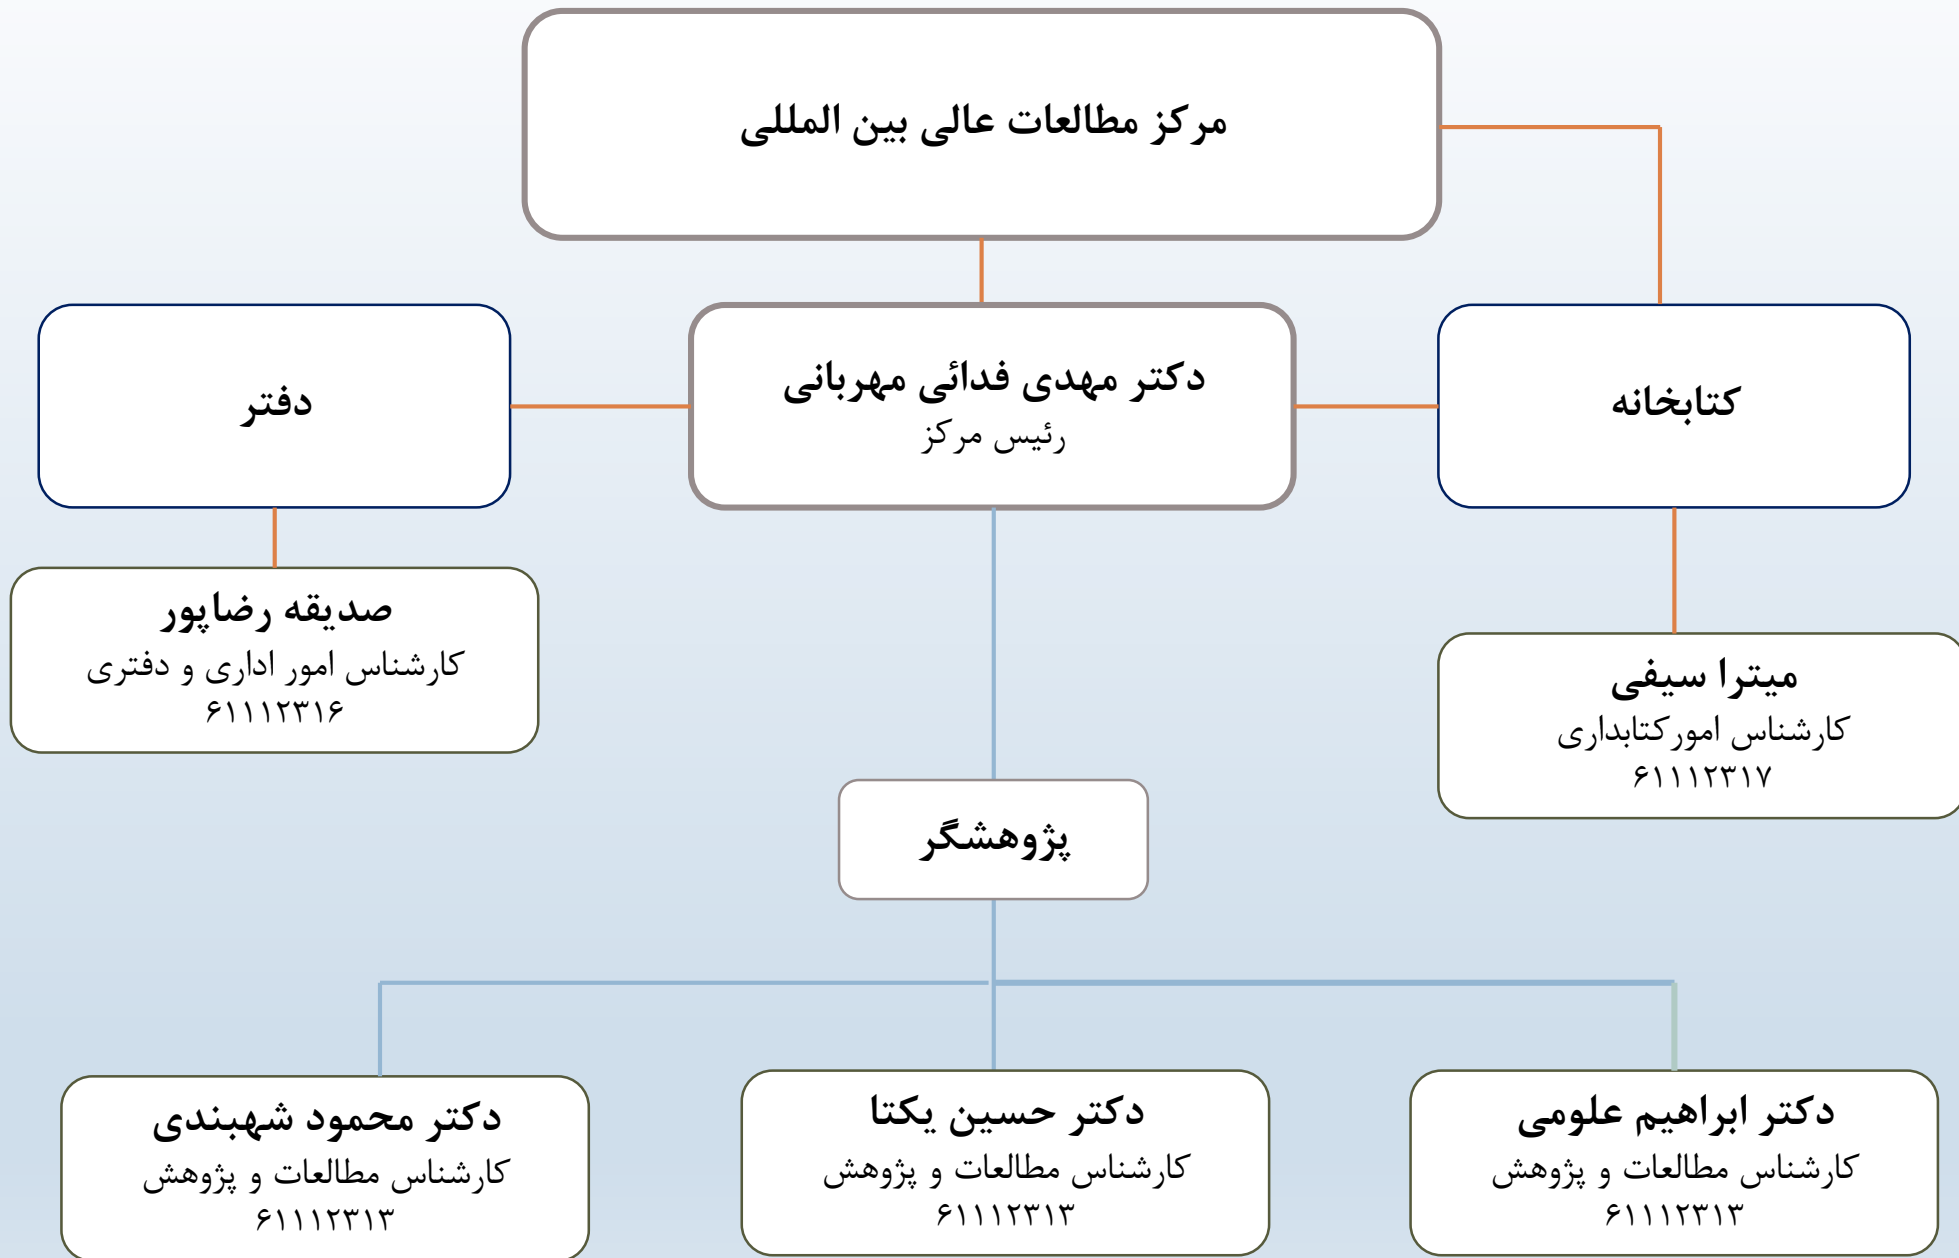 مرکز مطالعات عالی بین المللی
کتابخانه
دکتر مهدی فدائی مهربانی
رئیس مرکز
دفتر
میترا سیفی
کارشناس امورکتابداری
۶۱۱۱۲۳۱۷
صدیقه رضاپور
کارشناس امور اداری و دفتری
۶۱۱۱۲۳۱۶
پژوهشگر
دکتر ابراهیم علومی
کارشناس مطالعات و پژوهش
۶۱۱۱۲۳۱۳
دکتر حسین یکتا
کارشناس مطالعات و پژوهش
۶۱۱۱۲۳۱۳
دکتر محمود شهبندی
کارشناس مطالعات و پژوهش
۶۱۱۱۲۳۱۳